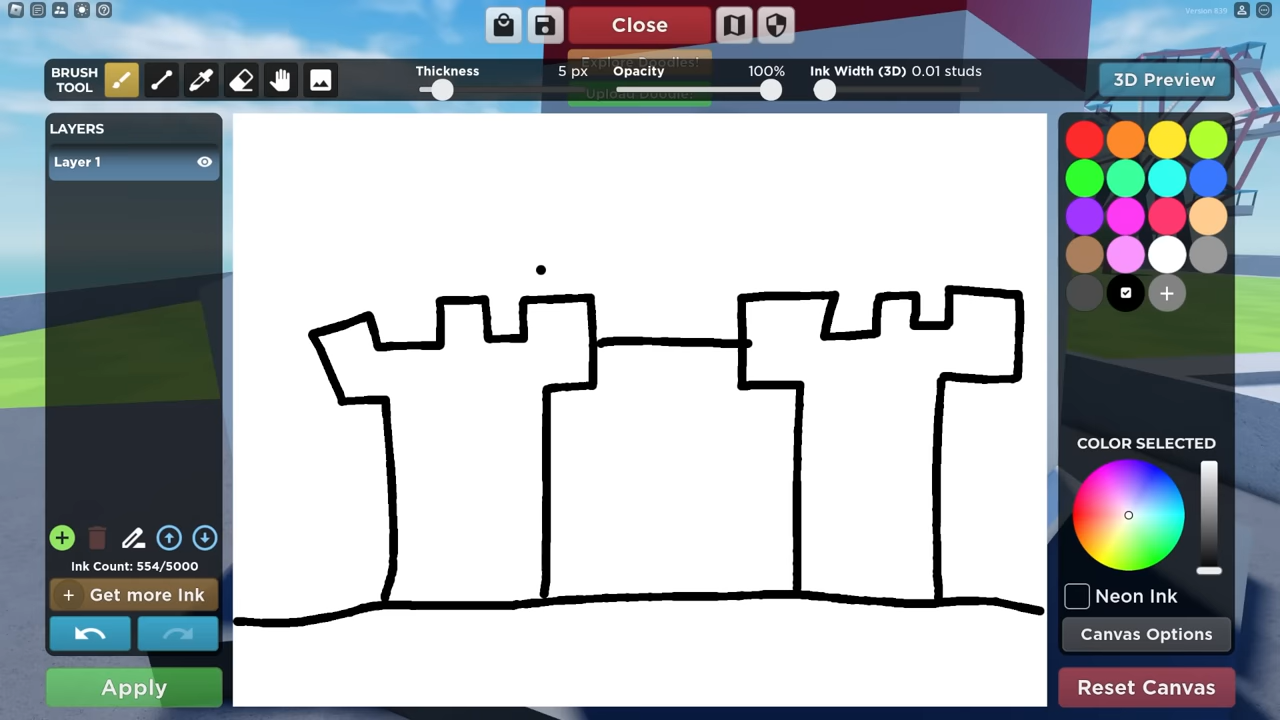 Version 839
Close
Explore Doodles!
Upload Doodle!
BRUSH
TOOL
Thickness 5 px
Opacity 100%
Ink Width (3D) 0.01 studs
3D Preview
LAYERS
Layer 1
COLOR SELECTED
Ink Count: 554/5000
+ Get more Ink
Neon Ink
Canvas Options
Apply
Reset Canvas